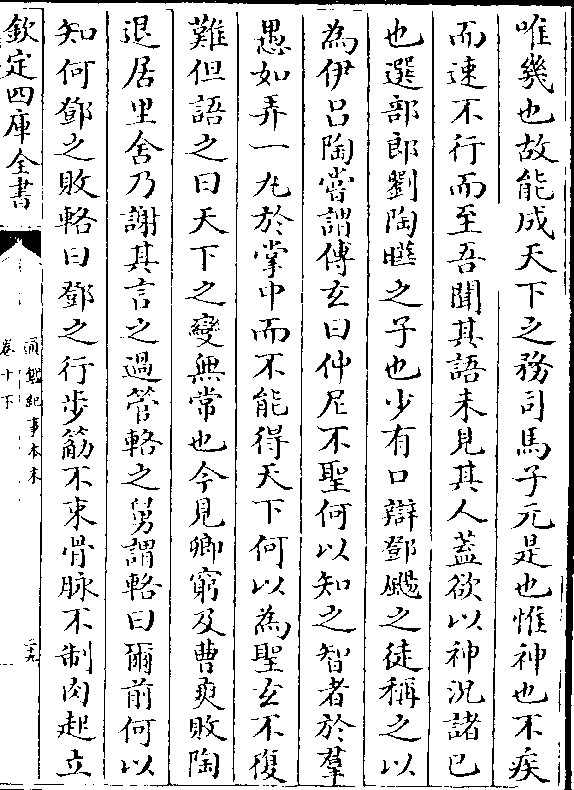 唯幾也故能成天下之務司馬子元是也惟神也不疾
而速不行而至吾聞其語未見其人蓋欲以神況諸已
也選部郎劉陶曄之子也少有口辯鄧颺之徒稱之以
為伊吕陶嘗謂傅玄曰仲尼不聖何以知之智者於羣
愚如弄一丸於掌中而不能得天下何以為聖玄不復
難但語之曰天下之變無常也今見卿窮及曹爽敗陶
退居里舍乃謝其言之過管輅之舅謂輅曰爾前何以
知何鄧之敗輅曰鄧之行步筋不束骨脉不制肉起立
欽定四庫全書
通鑑紀事本末
卷十下
二十九